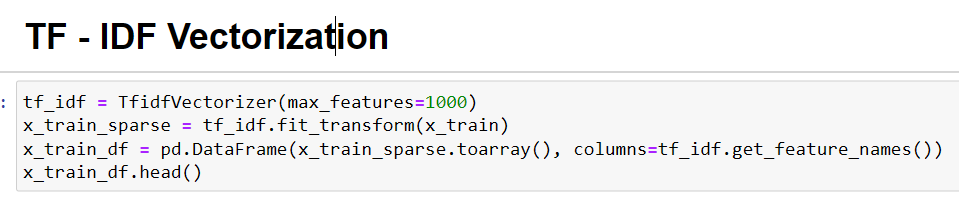 TF - IDF Vectorization
: tf_idf = TfidfVectorizer(max_features=1000)
x_train_sparse = tf_idf.fit_transform(x_train)
x_train_df = pd.DataFrame(x_train_sparse.toarray(), columns=tf_idf.get_feature_names())
x_train_df.head()